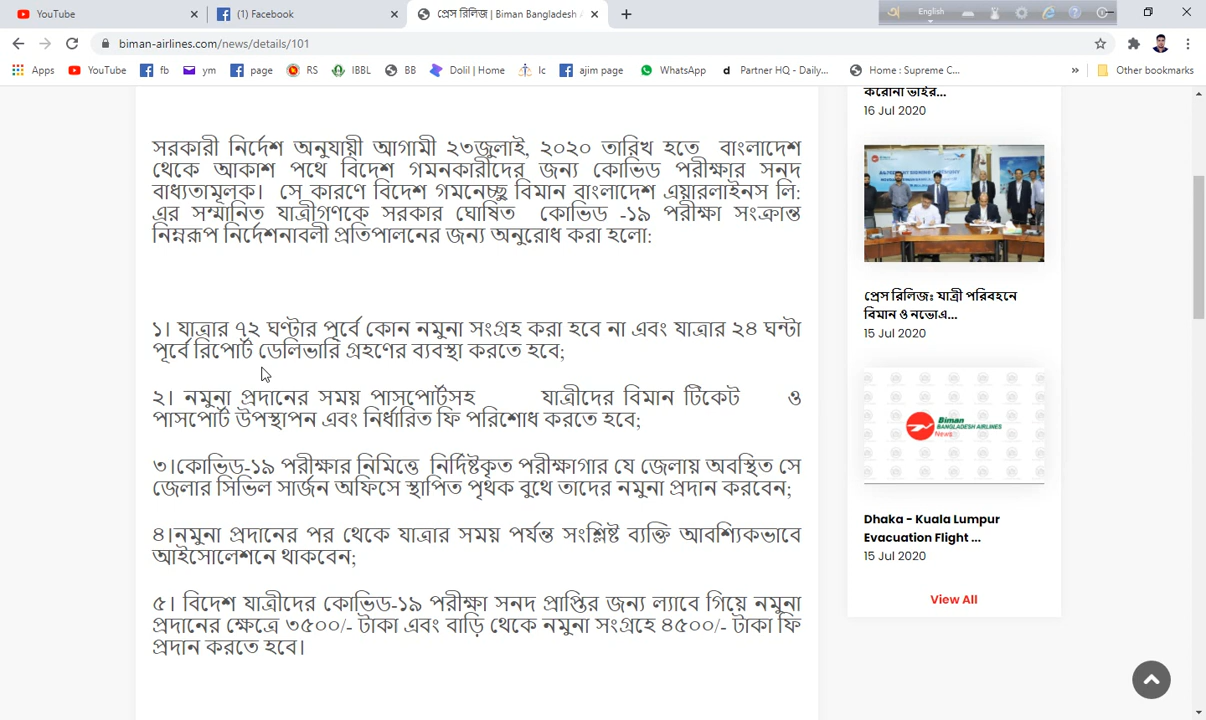 YouTube
(1) Facebook
প্রেস রিলিজ | Biman Bangladesh
English
biman-airlines.com/news/details/101
Apps YouTube fb ym page RS IBBL BB Dolil | Home lc ajim page WhatsApp Partner HQ - Daily... Home : Supreme C... » Other bookmarks
সরকারী নির্দেশ অনুযায়ী আগামী ২৩জুলাই, ২০২০ তারিখ হতে বাংলাদেশ
থেকে আকাশ পথে বিদেশ গমনকারীদের জন্য কোভিড পরীক্ষার সনদ
বাধ্যতামূলক। সে কারণে বিদেশ গমনেচ্ছু বিমান বাংলাদেশ এয়ারলাইনস লি:
এর সম্মানিত যাত্রীগণকে সরকার ঘোষিত কোভিড -১৯ পরীক্ষা সংক্রান্ত
নিম্নরূপ নির্দেশনাবলী প্রতিপালনের জন্য অনুরোধ করা হলো:
১। যাত্রার ৭২ ঘণ্টার পূর্বে কোন নমুনা সংগ্রহ করা হবে না এবং যাত্রার ২৪ ঘন্টা
পূর্বে রিপোর্ট ডেলিভারি গ্রহণের ব্যবস্থা করতে হবে;
২। নমুনা প্রদানের সময় পাসপোর্টসহ যাত্রীদের বিমান টিকেট ও
পাসপোর্ট উপস্থাপন এবং নির্ধারিত ফি পরিশোধ করতে হবে;
৩।কোভিড-১৯ পরীক্ষার নিমিত্তে নির্দিষ্টকৃত পরীক্ষাগার যে জেলায় অবস্থিত সে
জেলার সিভিল সার্জন অফিসে স্থাপিত পৃথক বুথে তাদের নমুনা প্রদান করবেন;
৪।নমুনা প্রদানের পর থেকে যাত্রার সময় পর্যন্ত সংশ্লিষ্ট ব্যক্তি আবশ্যিকভাবে
আইসোলেশনে থাকবেন;
৫। বিদেশ যাত্রীদের কোভিড-১৯ পরীক্ষা সনদ প্রাপ্তির জন্য ল্যাবে গিয়ে নমুনা
প্রদানের ক্ষেত্রে ৩৫০০/- টাকা এবং বাড়ি থেকে নমুনা সংগ্রহে ৪৫০০/- টাকা ফি
প্রদান করতে হবে।
করোনা ভাইর...
16 Jul 2020
প্রেস রিলিজঃ যাত্রী পরিবহনে
বিমান ও নভোএ...
15 Jul 2020
Biman
BANGLADESH AIRLINES
News
Dhaka - Kuala Lumpur
Evacuation Flight ...
15 Jul 2020
View All